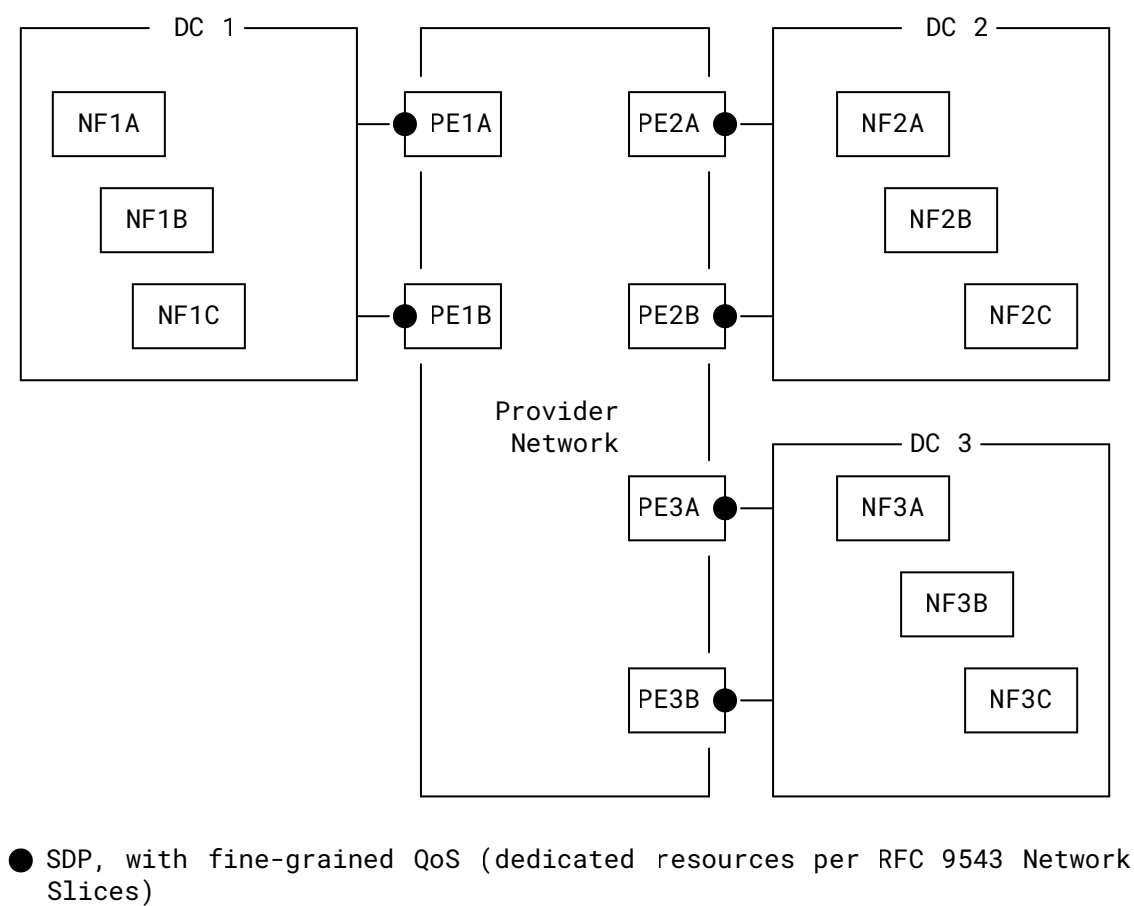 DC 1
DC 2
NF1A
PE1A
PE2A
NF2A
NF1B
NF2B
NF1C
PE1B
PE2B
NF2C
Provider
Network
DC 3
PE3A
NF3A
NF3B
PE3B
NF3C
SDP, with fine-grained QoS (dedicated resources per RFC 9543 Network
Slices)